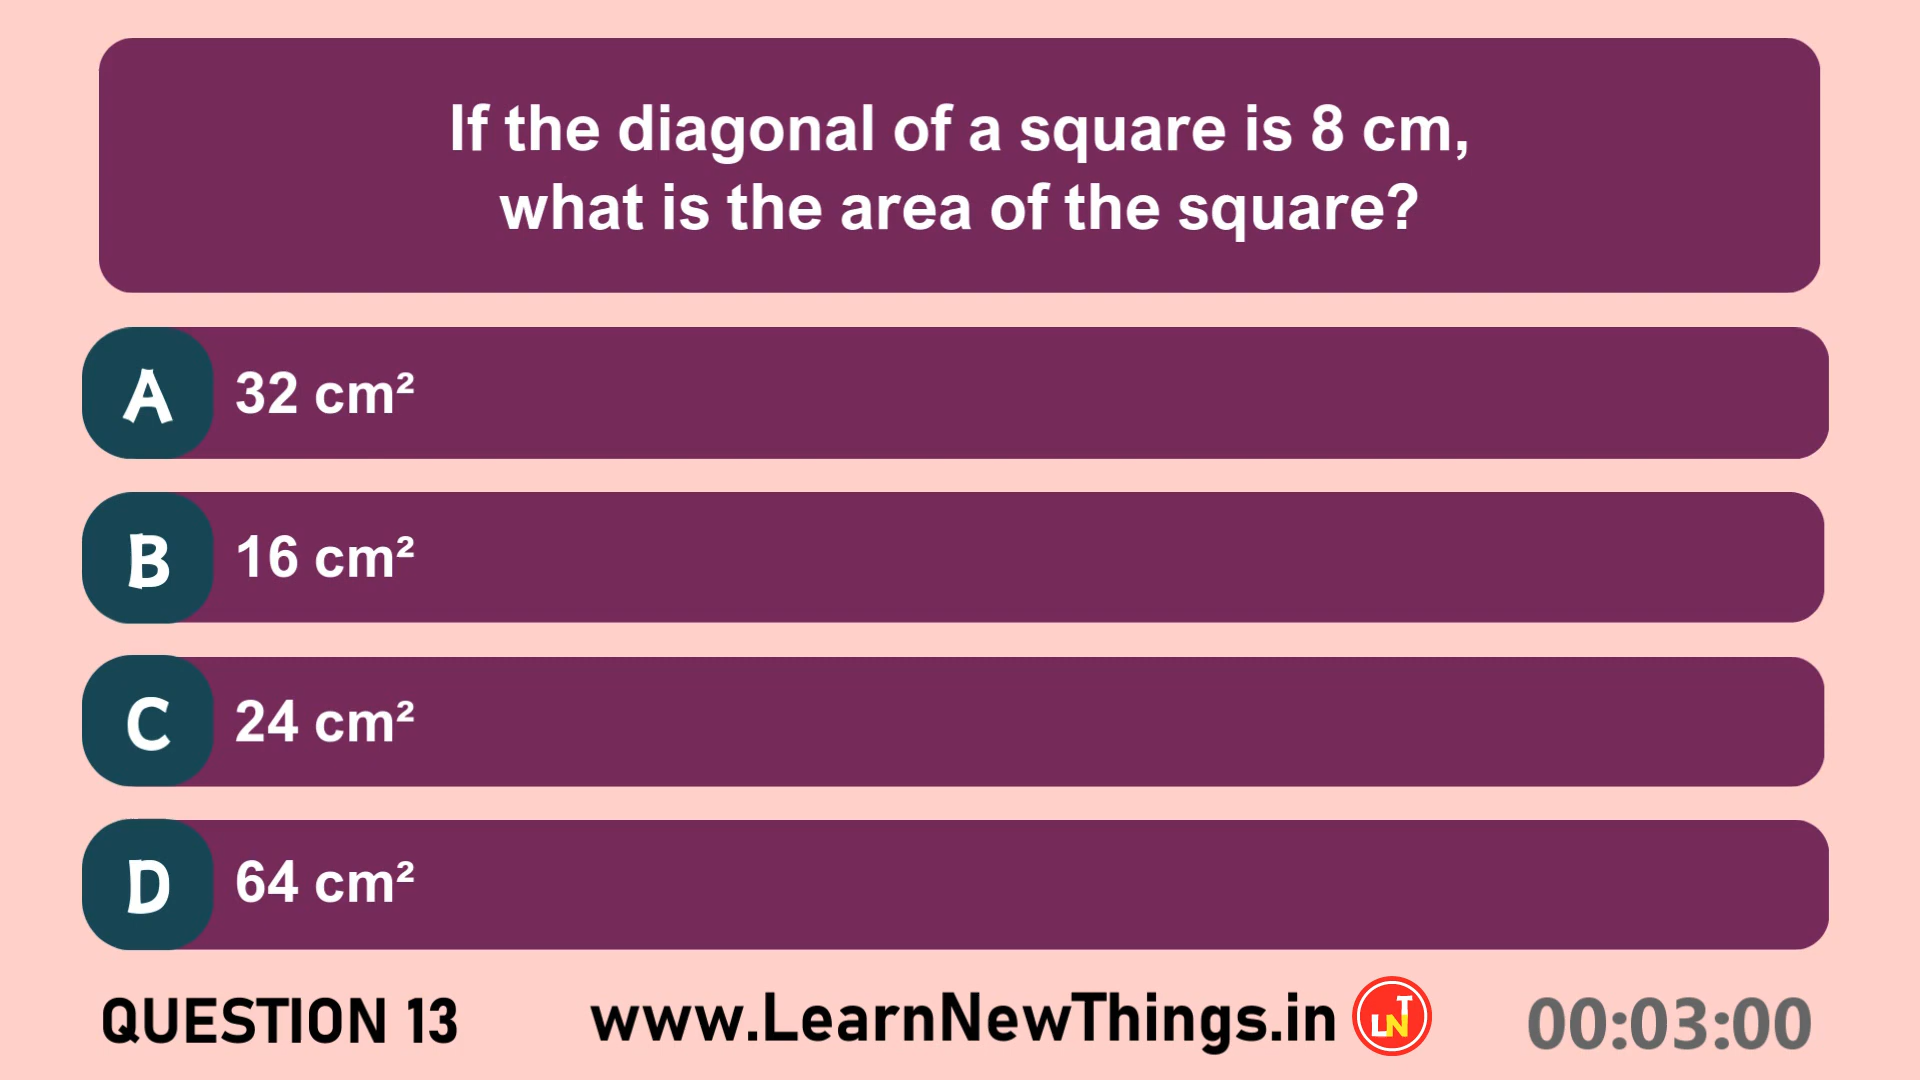 If the diagonal of a square is 8 cm,
what is the area of the square?
A 32 cm²
B 16 cm²
C 24 cm²
D 64 cm²
QUESTION 13 www.LearnNewThings.in LNT 00:03:00